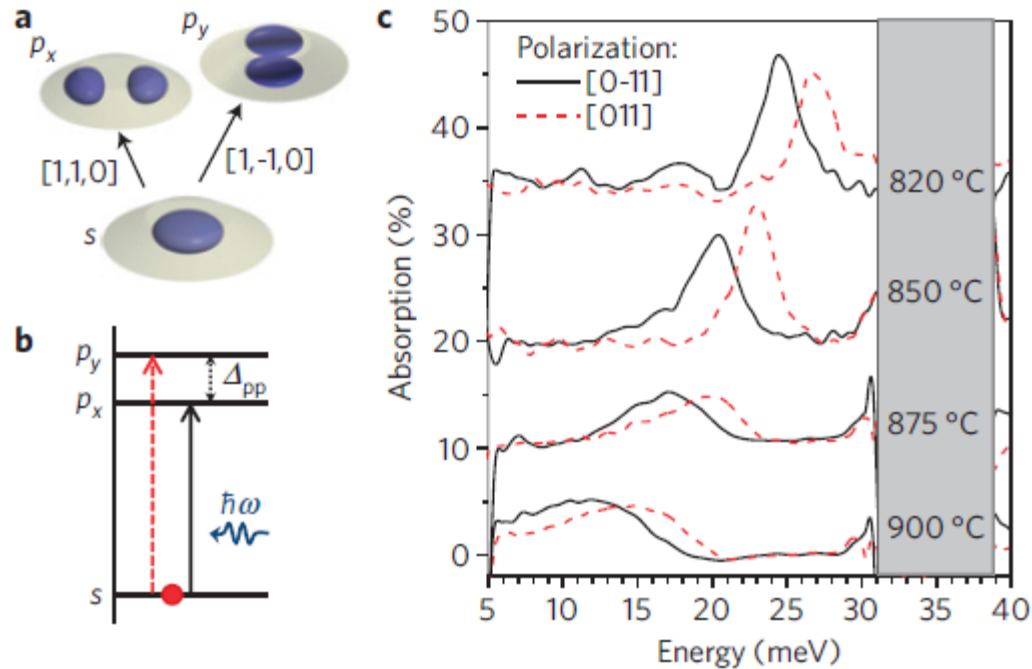 a
p_x
p_y
[1,1,0]
[1,-1,0]
s
b
p_y
Δ_pp
p_x
ħω
s
c
Polarization:
[0-11]
[011]
820 °C
850 °C
875 °C
900 °C
Absorption (%)
50
40
30
20
10
0
5 10 15 20 25 30 35 40
Energy (meV)